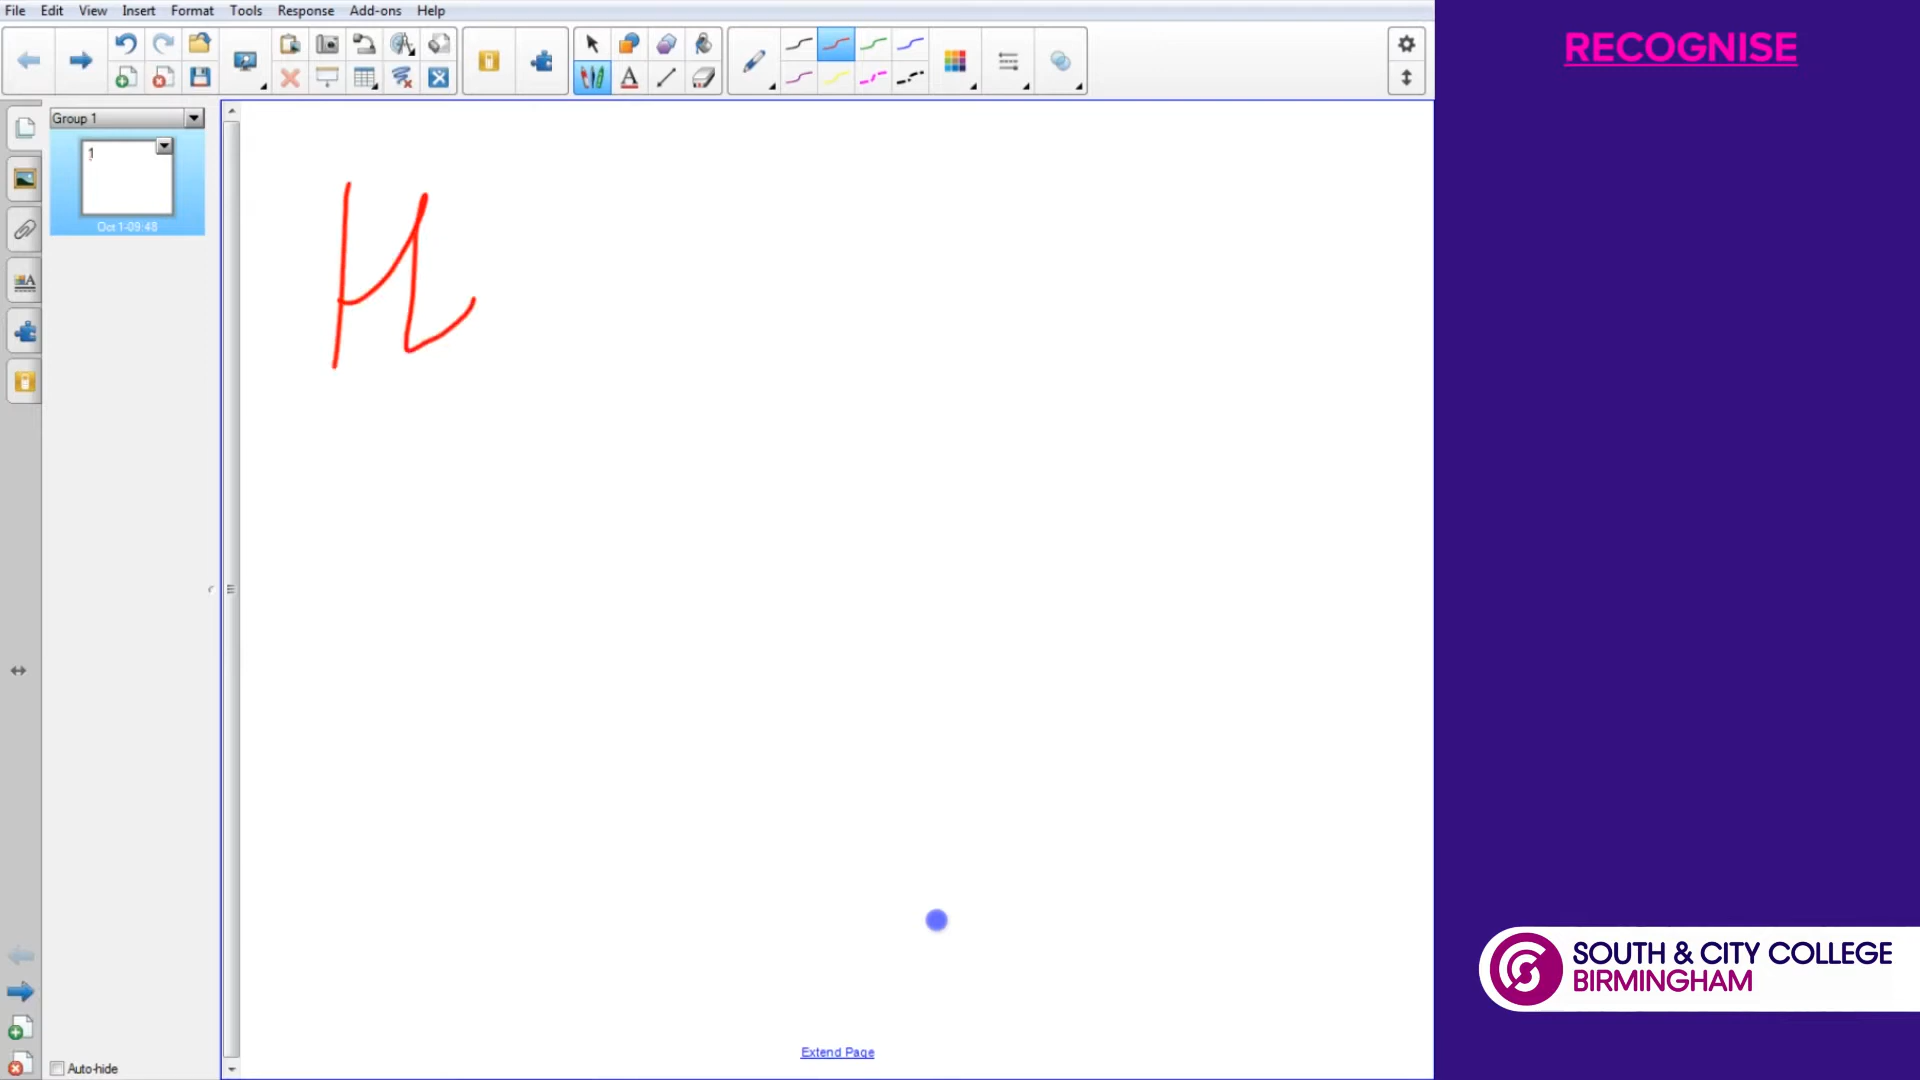 File Edit View Insert Format Tools Response Add-ons Help
RECOGNISE
Group 1
1
Oct 1-09:48
H
SOUTH & CITY COLLEGE
BIRMINGHAM
Extend Page
Auto-hide